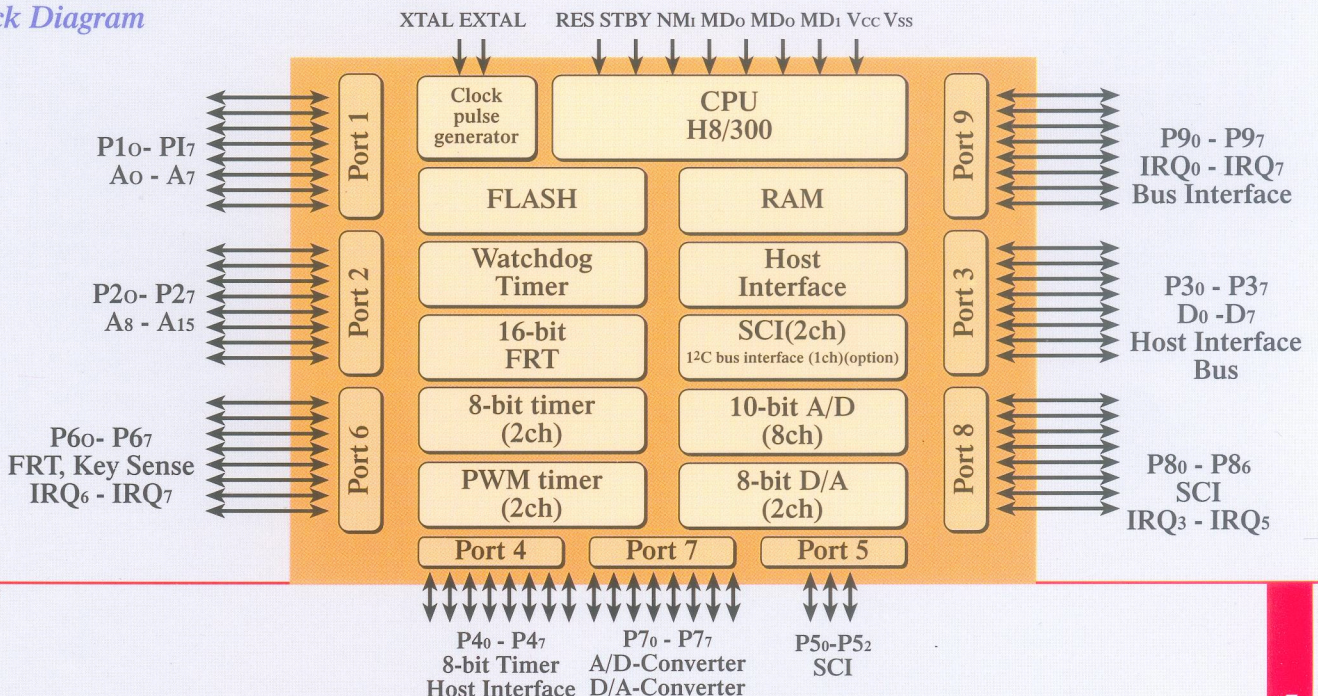 Diagram
XTAL EXTAL
RES STBY NMI MD0 MD0 MD1 Vcc Vss
Clock
pulse
generator
CPU
H8/300
FLASH
RAM
Watchdog
Timer
Host
Interface
16-bit
FRT
SCI(2ch)
1²C bus interface (1ch)(option)
8-bit timer
(2ch)
10-bit A/D
(8ch)
PWM timer
(2ch)
8-bit D/A
(2ch)
Port 1
P10- PI7
A0 - A7
Port 2
P20- P27
A8 - A15
Port 6
P60- P67
FRT, Key Sense
IRQ6 - IRQ7
Port 9
P90 - P97
IRQ0 - IRQ7
Bus Interface
Port 3
P30 - P37
D0 -D7
Host Interface
Bus
Port 8
P80 - P86
SCI
IRQ3 - IRQ5
Port 4
P40 - P47
8-bit Timer
Host Interface
Port 7
P70 - P77
A/D-Converter
D/A-Converter
Port 5
P50-P52
SCI